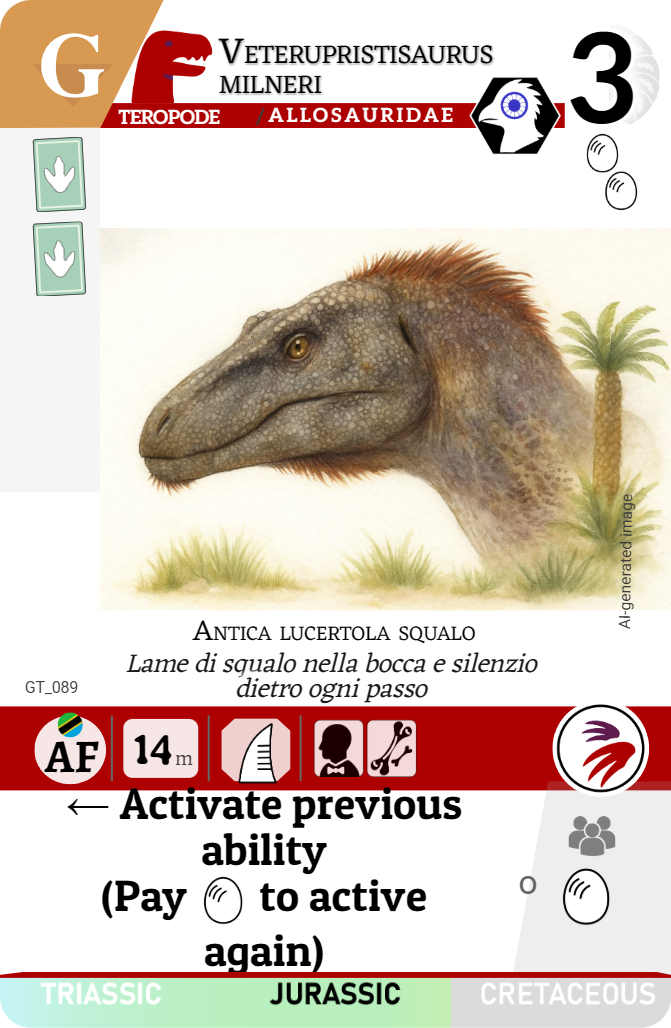 G
VETERUPRISTISAURUS
MILNERI
3
TEROPODE / ALLOSAURIDAE
AI-generated image
ANTICA LUCERTOLA SQUALO
Lame di squalo nella bocca e silenzio
dietro ogni passo
GT_089
AF
14 m
← Activate previous
ability
(Pay to active
again)
O
TRIASSIC JURASSIC CRETACEOUS